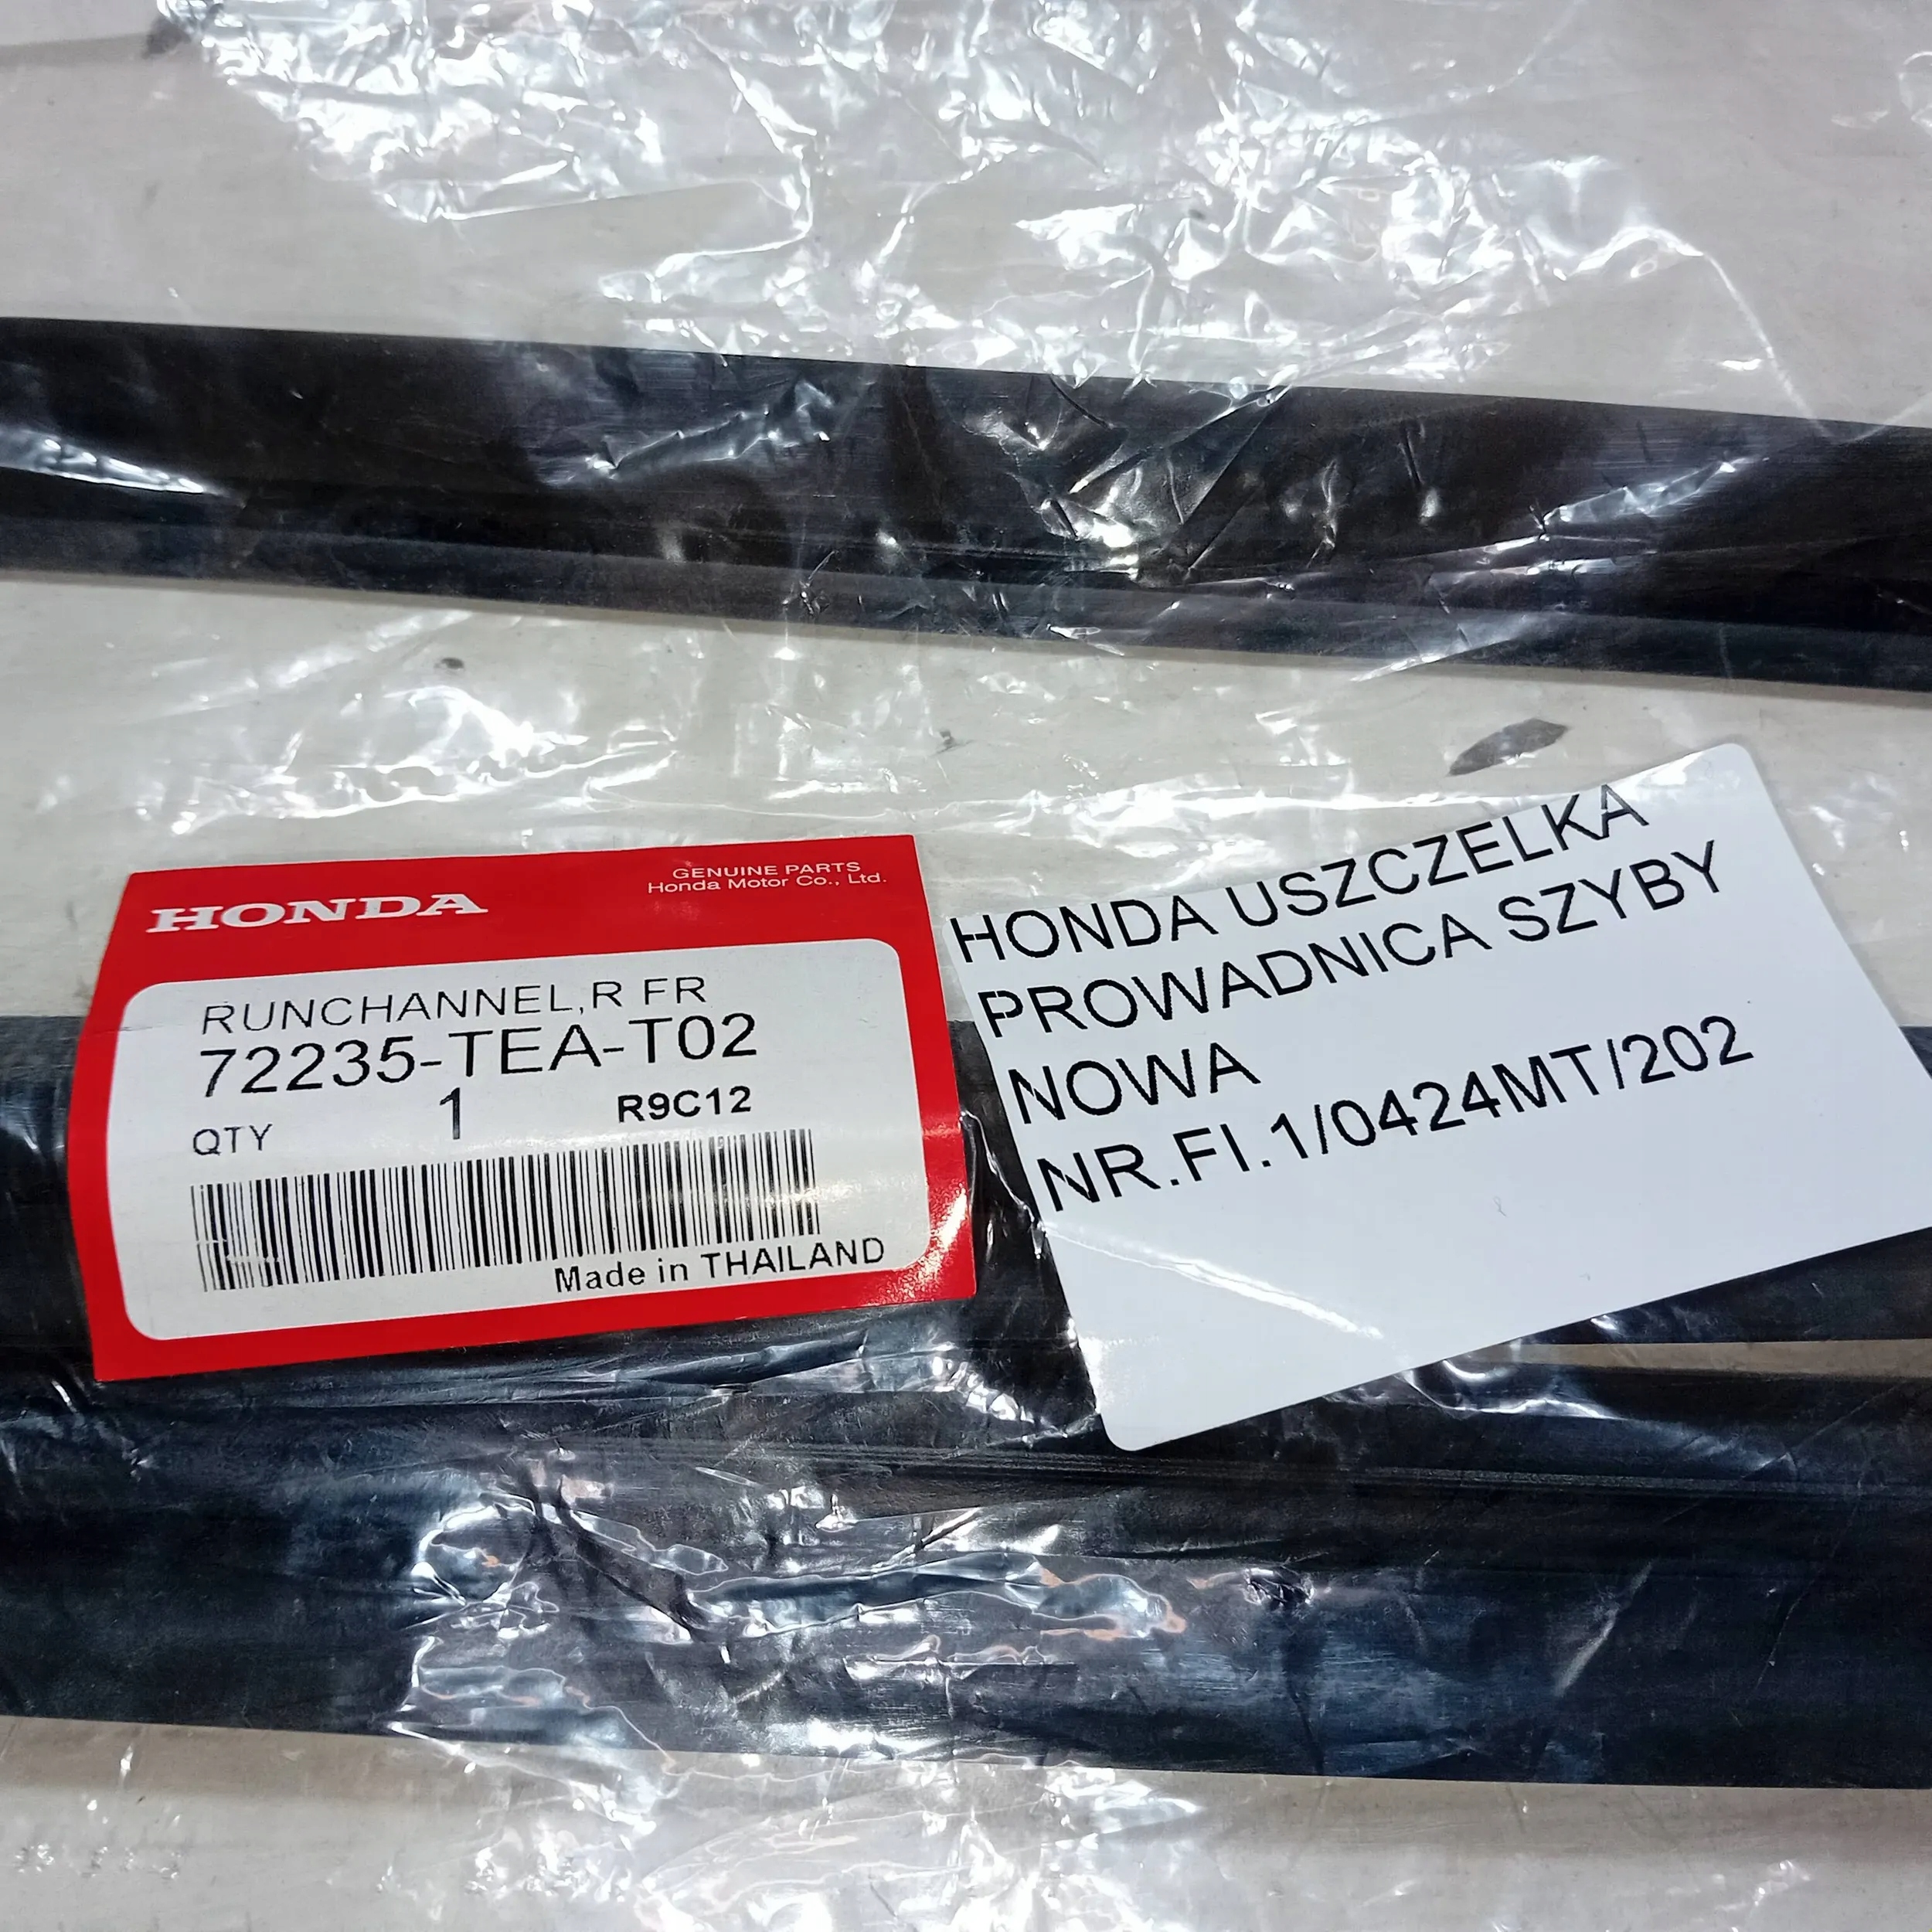 HONDA
GENUINE PARTS
Honda Motor Co., Ltd.
RUNCHANNEL,R FR
72235-TEA-T02
QTY 1 R9C12
Made in THAILAND
HONDA USZCZELKA
PROWADNICA SZYBY
NOWA
NR.FI.1/0424MT/202